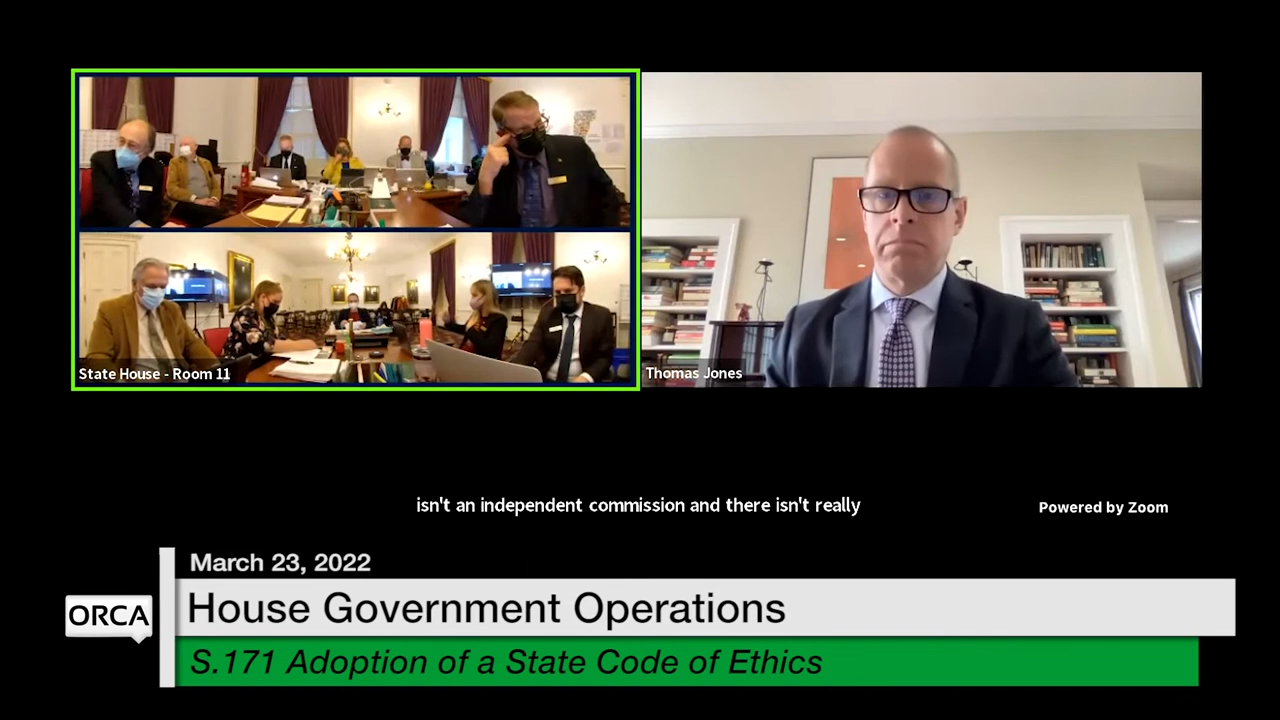 State House - Room 11
Thomas Jones
isn't an independent commission and there isn't really
Powered by Zoom
March 23, 2022
ORCA
House Government Operations
S.171 Adoption of a State Code of Ethics